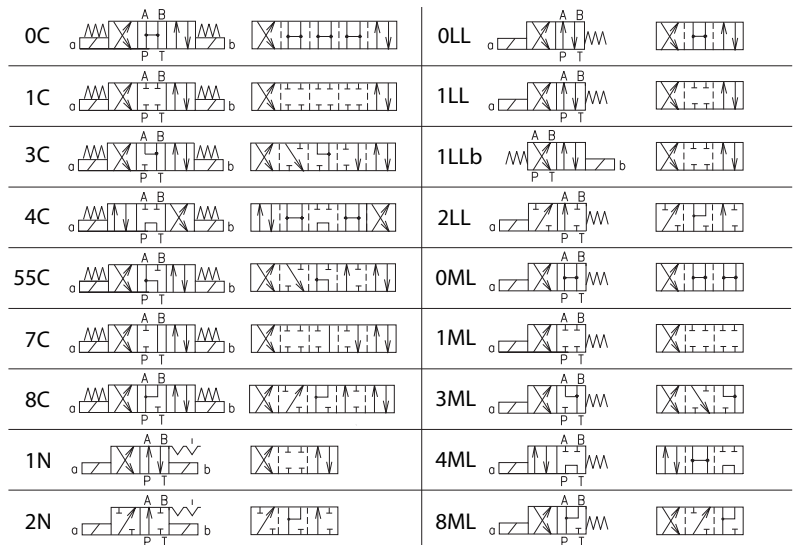 A B
0C a b
P T
A B
1C a b
P T
A B
3C a b
P T
A B
4C a b
P T
A B
55C a b
P T
A B
7C a b
P T
A B
8C a b
P T
A B
1N a b
P T
A B
2N a b
P T
A B
0LL a
P T
A B
1LL a
P T
A B
1LLb b
P T
A B
2LL a
P T
A B
0ML a
P T
A B
1ML a
P T
A B
3ML a
P T
A B
4ML a
P T
A B
8ML a
P T